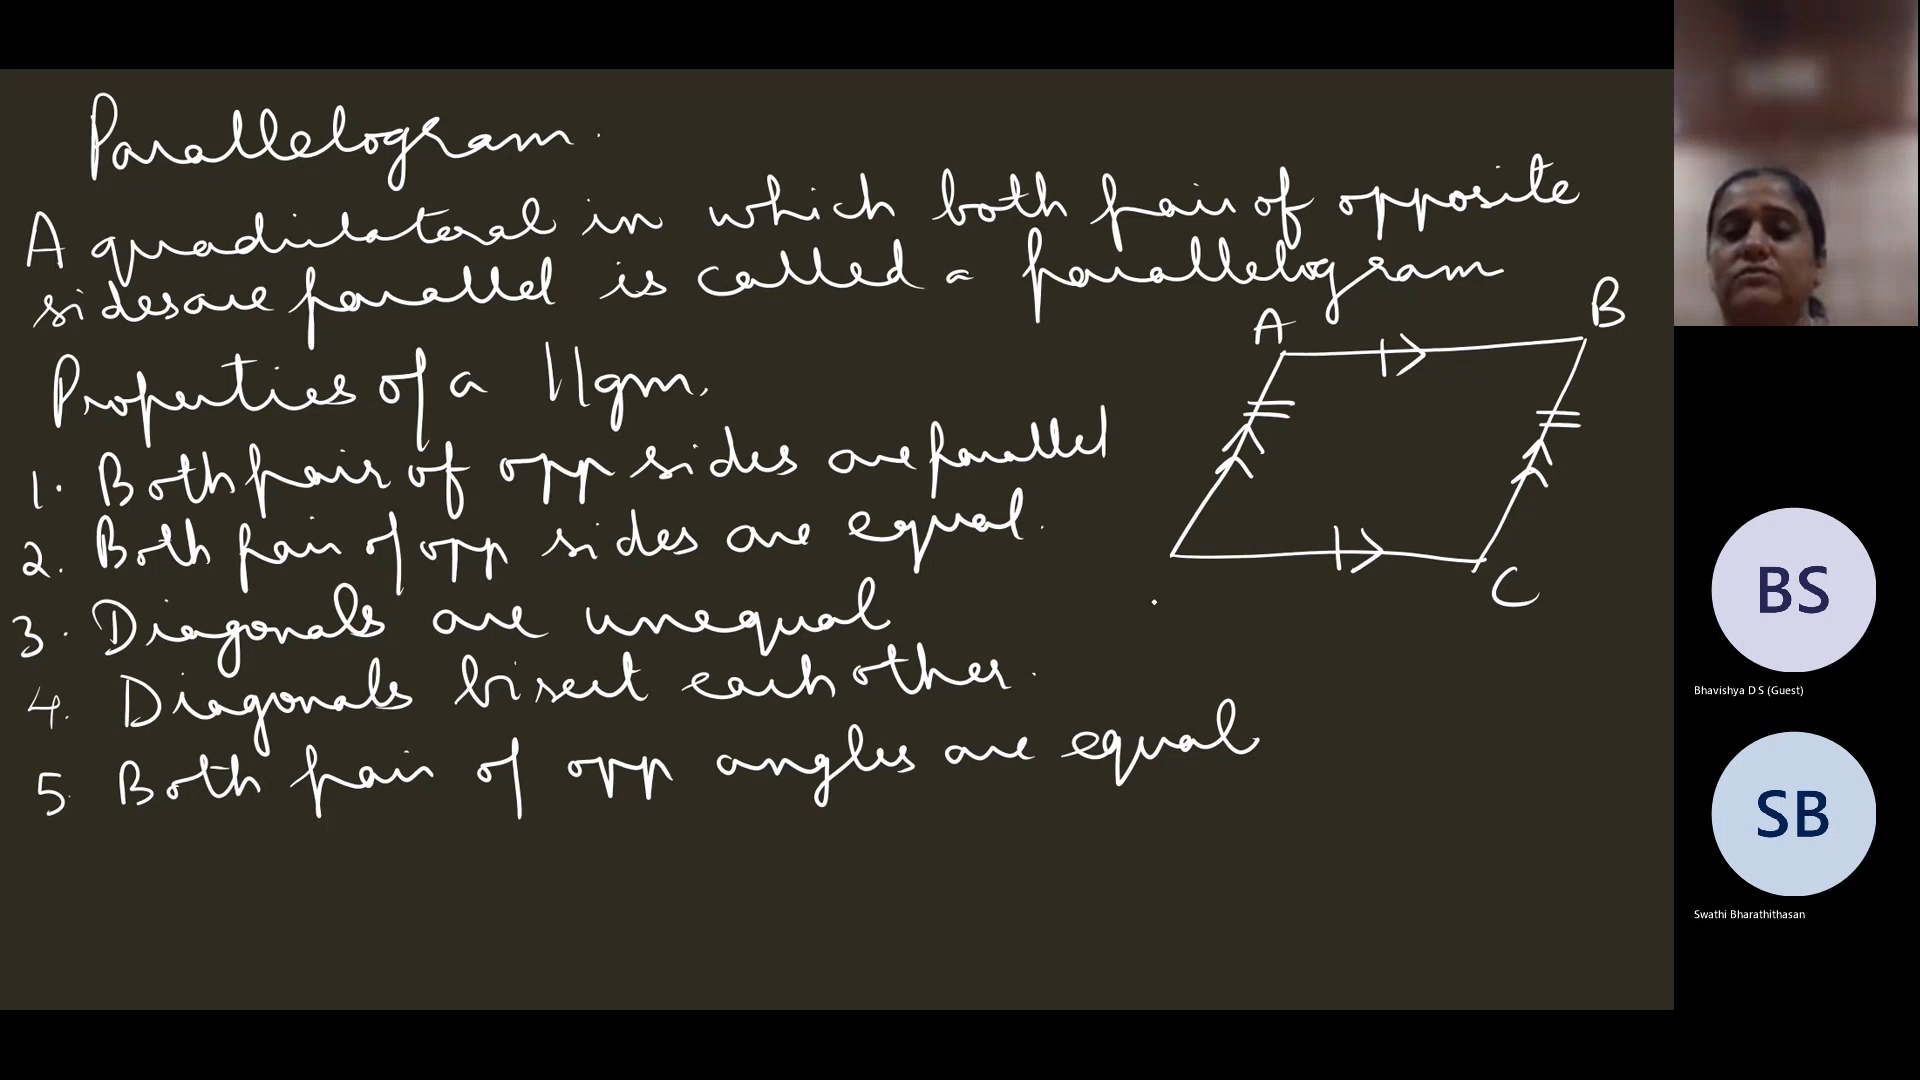 Parallelogram.
A quadrilateral in which both pair of opposite
sides are parallel is called a parallelogram
A
B
Properties of a llgm.
1. Both pair of opp sides are parallel
2. Both pair of opp sides are equal.
C
3. Diagonals are unequal
4. Diagonals bisect each other.
5. Both pair of opp angles are equal
BS
Bhavishya D S (Guest)
SB
Swathi Bharathithasan